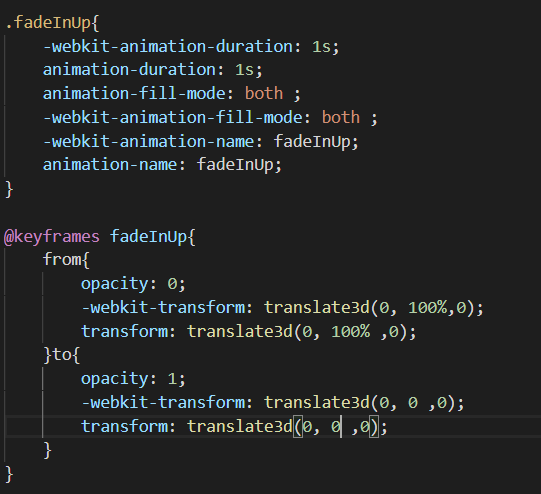 .fadeInUp{
    -webkit-animation-duration: 1s;
    animation-duration: 1s;
    animation-fill-mode: both ;
    -webkit-animation-fill-mode: both ;
    -webkit-animation-name: fadeInUp;
    animation-name: fadeInUp;
}

@keyframes fadeInUp{
    from{
        opacity: 0;
        -webkit-transform: translate3d(0, 100%,0);
        transform: translate3d(0, 100% ,0);
    }to{
        opacity: 1;
        -webkit-transform: translate3d(0, 0 ,0);
        transform: translate3d(0, 0 ,0);
    }
}